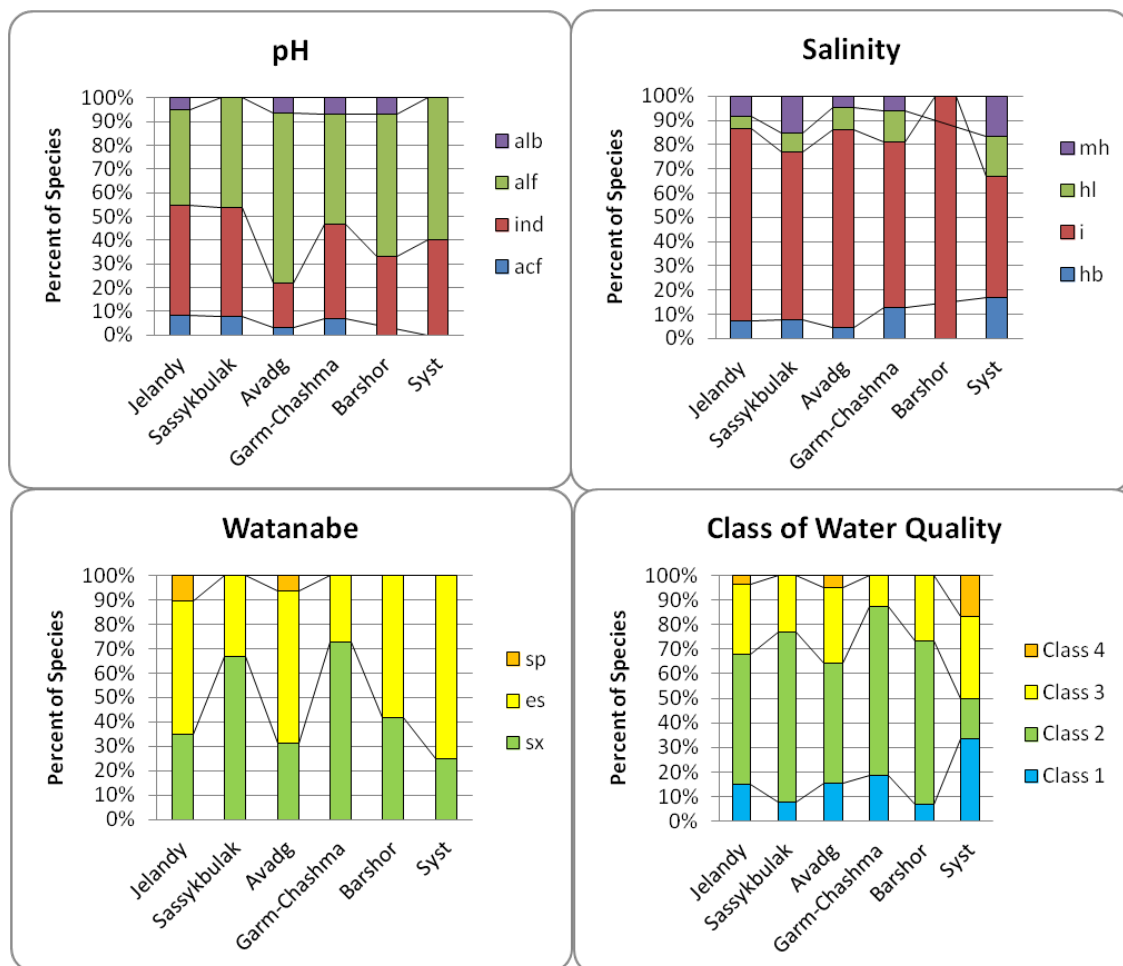 pH
Percent of Species
100%
90%
80%
70%
60%
50%
40%
30%
20%
10%
0%
alb
alf
ind
acf
Jelandy
Sassykbulak
Avadg
Garm-Chashma
Barshor
Syst
Salinity
Percent of Species
100%
90%
80%
70%
60%
50%
40%
30%
20%
10%
0%
mh
hl
i
hb
Jelandy
Sassykbulak
Avadg
Garm-Chashma
Barshor
Syst
Watanabe
Percent of Species
100%
90%
80%
70%
60%
50%
40%
30%
20%
10%
0%
sp
es
sx
Jelandy
Sassykbulak
Avadg
Garm-Chashma
Barshor
Syst
Class of Water Quality
Percent of Species
100%
90%
80%
70%
60%
50%
40%
30%
20%
10%
0%
Class 4
Class 3
Class 2
Class 1
Jelandy
Sassykbulak
Avadg
Garm-Chashma
Barshor
Syst